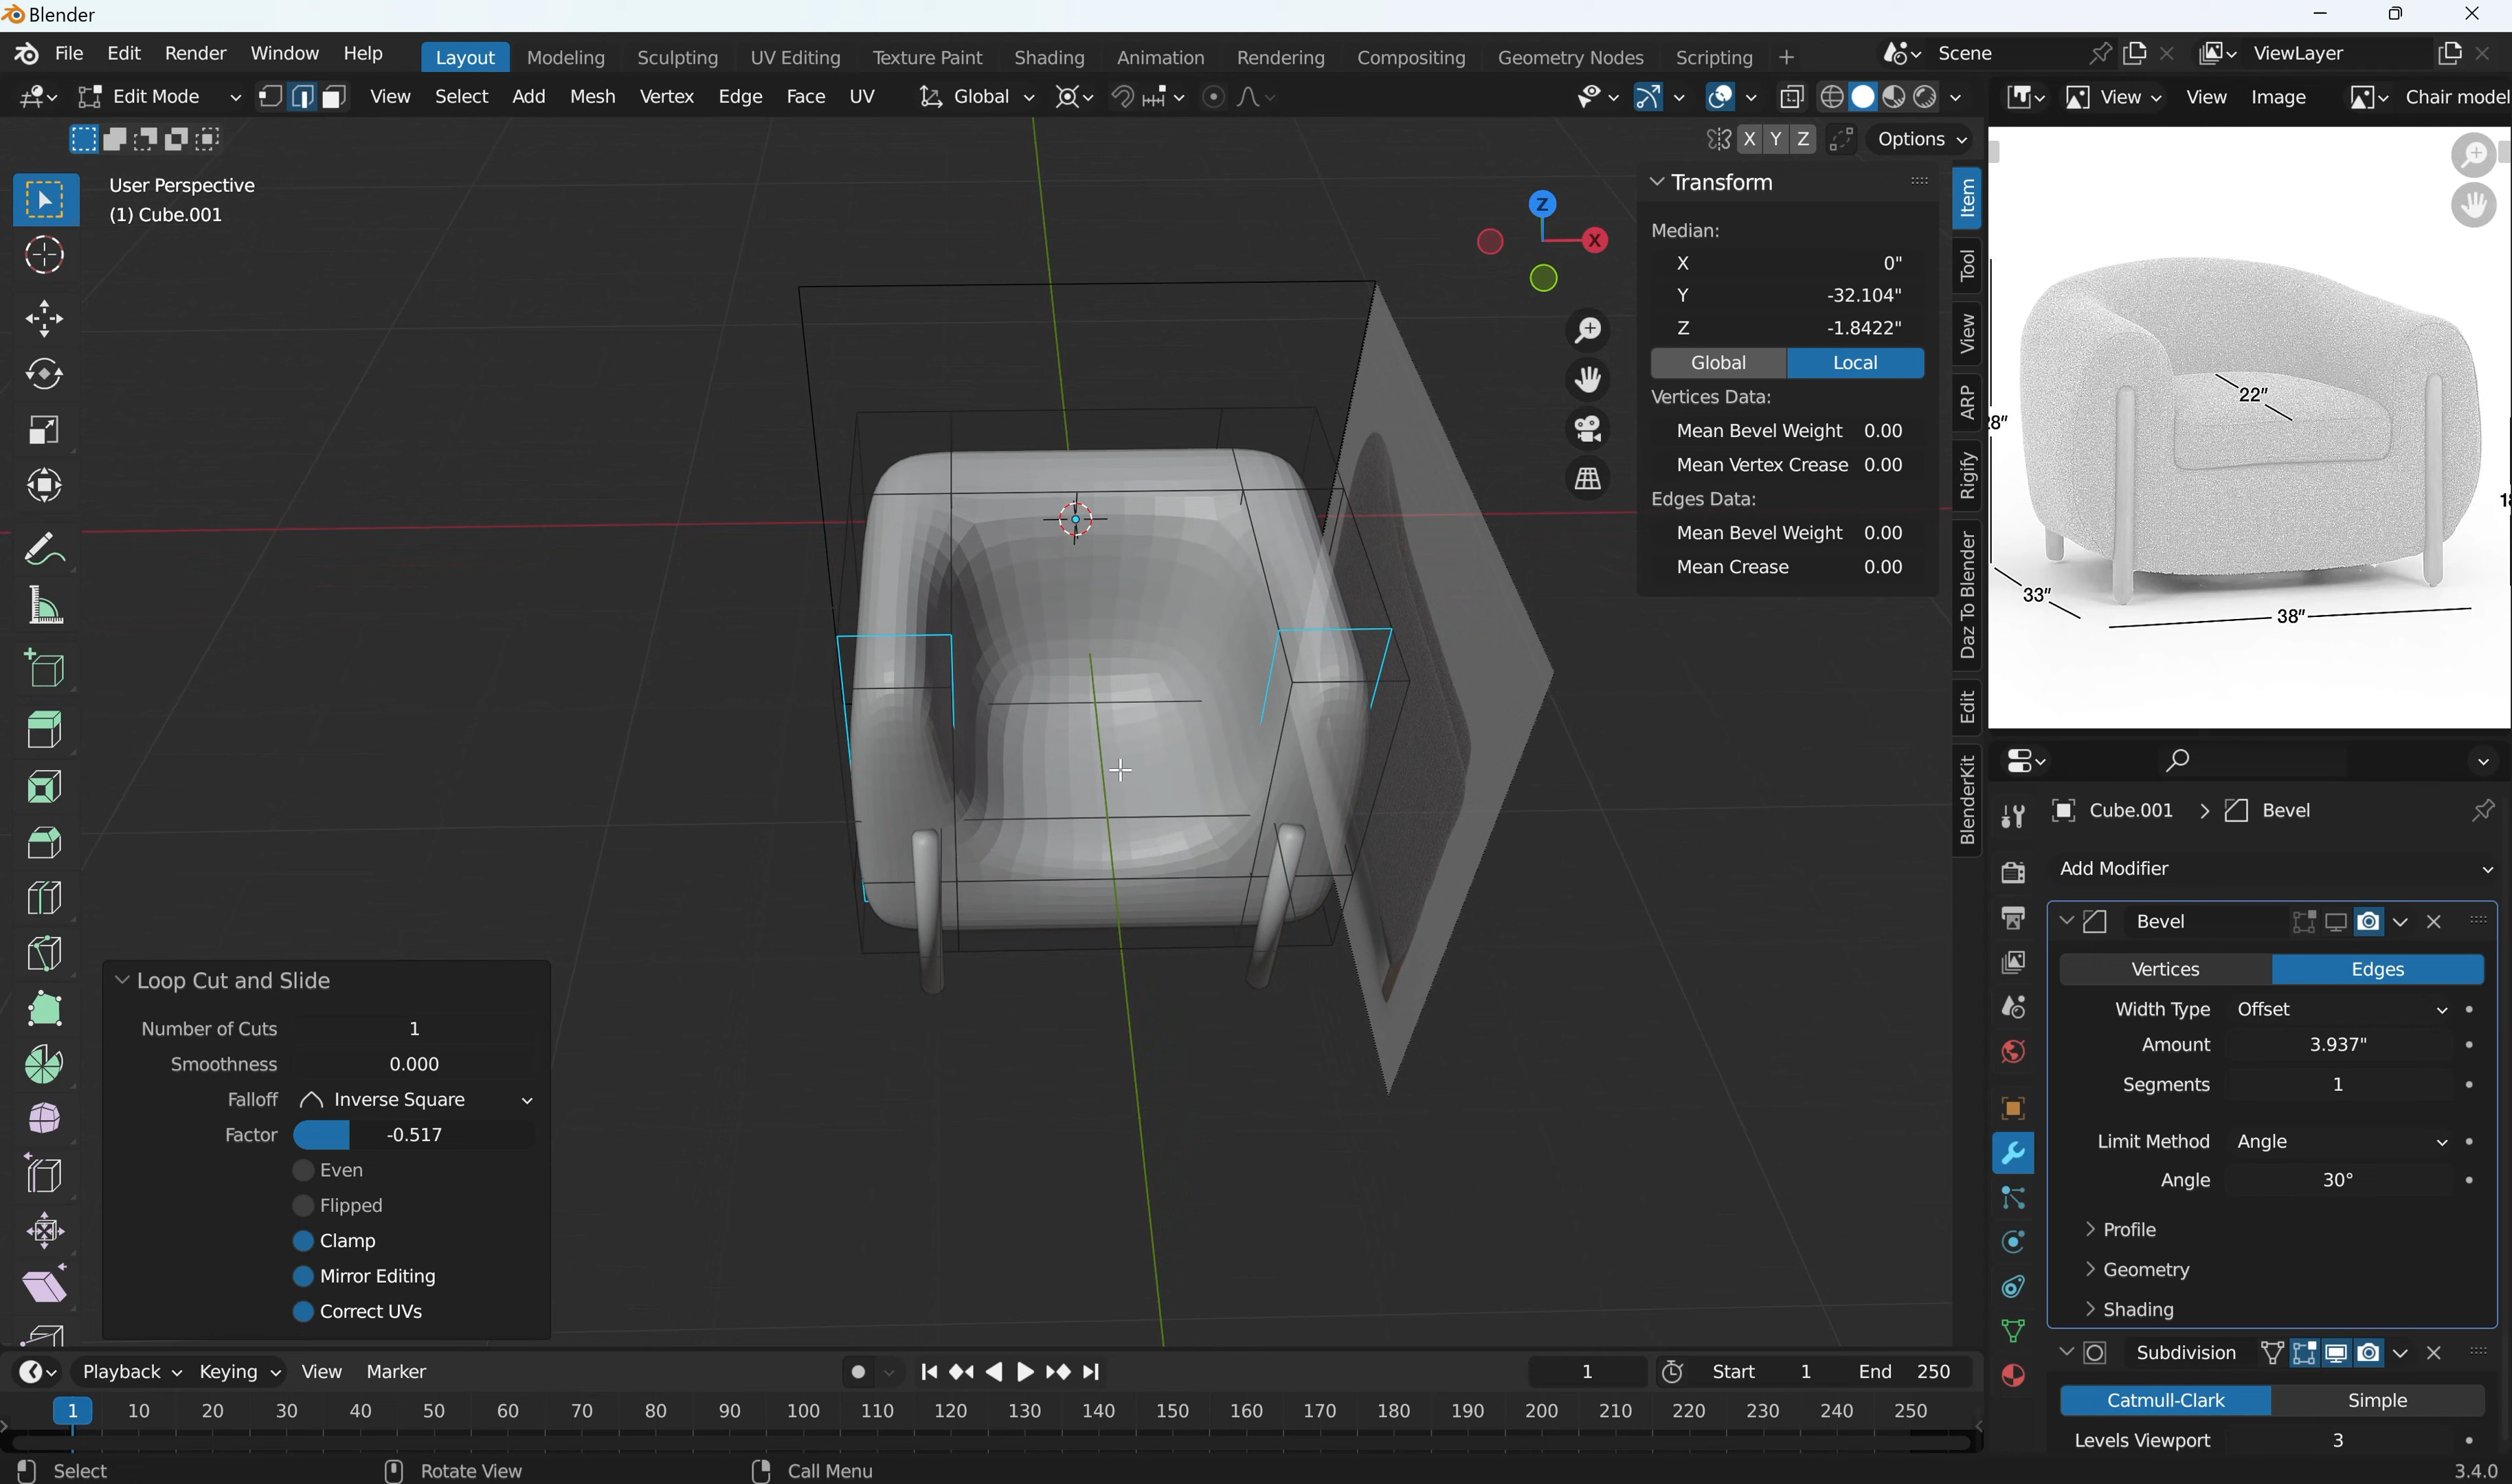 Blender
File Edit Render Window Help Layout Modeling Sculpting UV Editing Texture Paint Shading Animation Rendering Compositing Geometry Nodes Scripting + Scene ViewLayer
Edit Mode View Select Add Mesh Vertex Edge Face UV Global View View Image Chair model
X Y Z Options
User Perspective
(1) Cube.001
Z
X
Transform
Median:
X 0"
Y -32.104"
Z -1.8422"
Global Local
Vertices Data:
Mean Bevel Weight 0.00
Mean Vertex Crease 0.00
Edges Data:
Mean Bevel Weight 0.00
Mean Crease 0.00
Item
Tool
View
ARP
Rigify
Daz To Blender
Edit
BlenderKit
22"
8"
18
33"
38"
Cube.001 > Bevel
Add Modifier
Bevel
Vertices Edges
Width Type Offset
Amount 3.937"
Segments 1
Limit Method Angle
Angle 30°
Profile
Geometry
Shading
Subdivision
Catmull-Clark Simple
Levels Viewport 3
Loop Cut and Slide
Number of Cuts 1
Smoothness 0.000
Falloff Inverse Square
Factor -0.517
Even
Flipped
Clamp
Mirror Editing
Correct UVs
Playback Keying View Marker 1 Start 1 End 250
1 10 20 30 40 50 60 70 80 90 100 110 120 130 140 150 160 170 180 190 200 210 220 230 240 250
Select Rotate View Call Menu 3.4.0